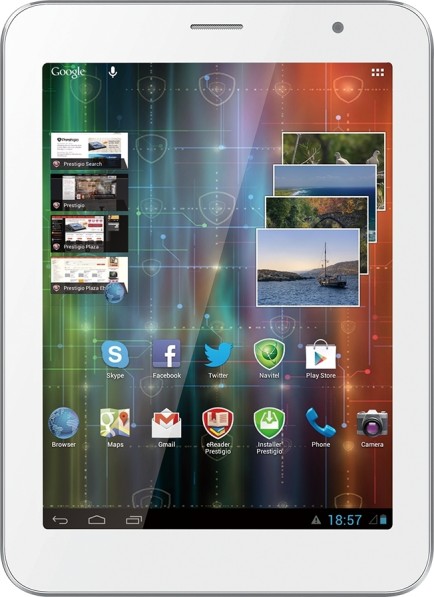 Google
Prestigio Search
Prestigio
Prestigio Plaza
Prestigio Plaza
Skype
Facebook
Twitter
Navitel
Play Store
Browser
Maps
Gmail
eReader
Prestigio
Installer
Prestigio
Phone
Camera
18:57